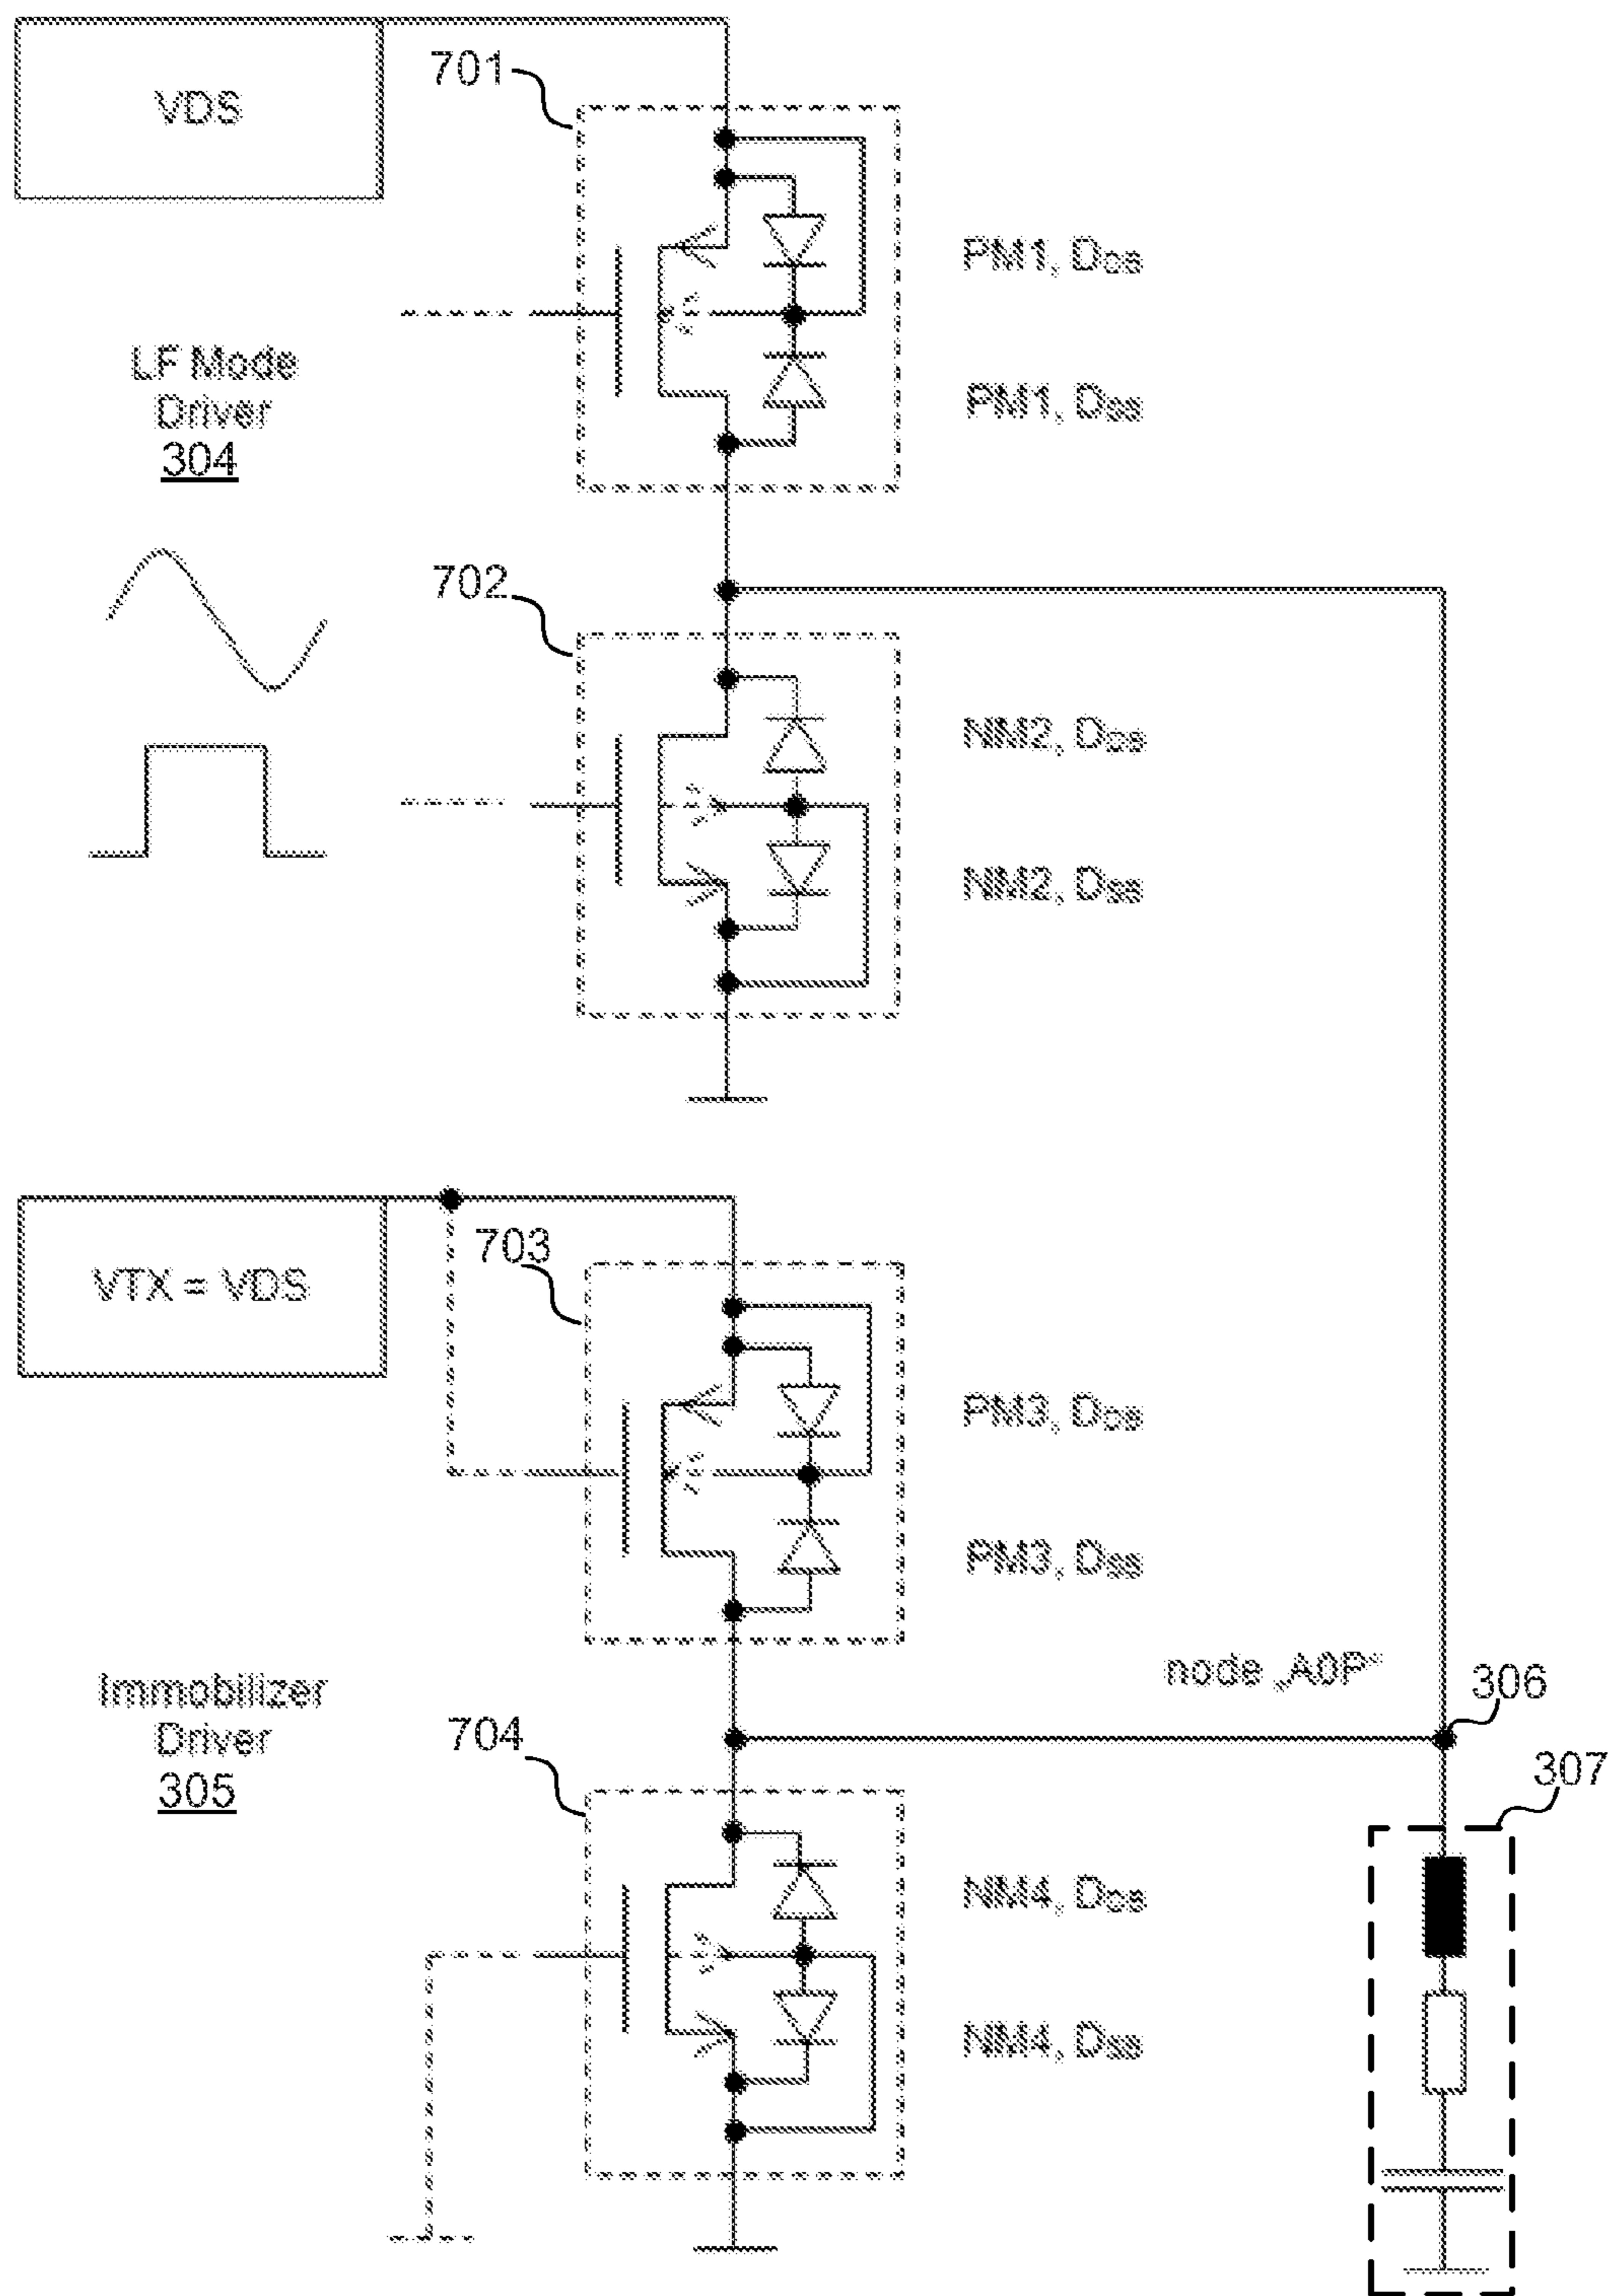 VDS
701
PM1, DDS
LF Mode
Driver
304
PM1, DSS
702
NM2, DDS
NM2, DSS
VTX = VDS
703
PM3, DDS
PM3, DSS
node „A0P“
306
Immobilizer
Driver
305
704
307
NM4, DDS
NM4, DSS